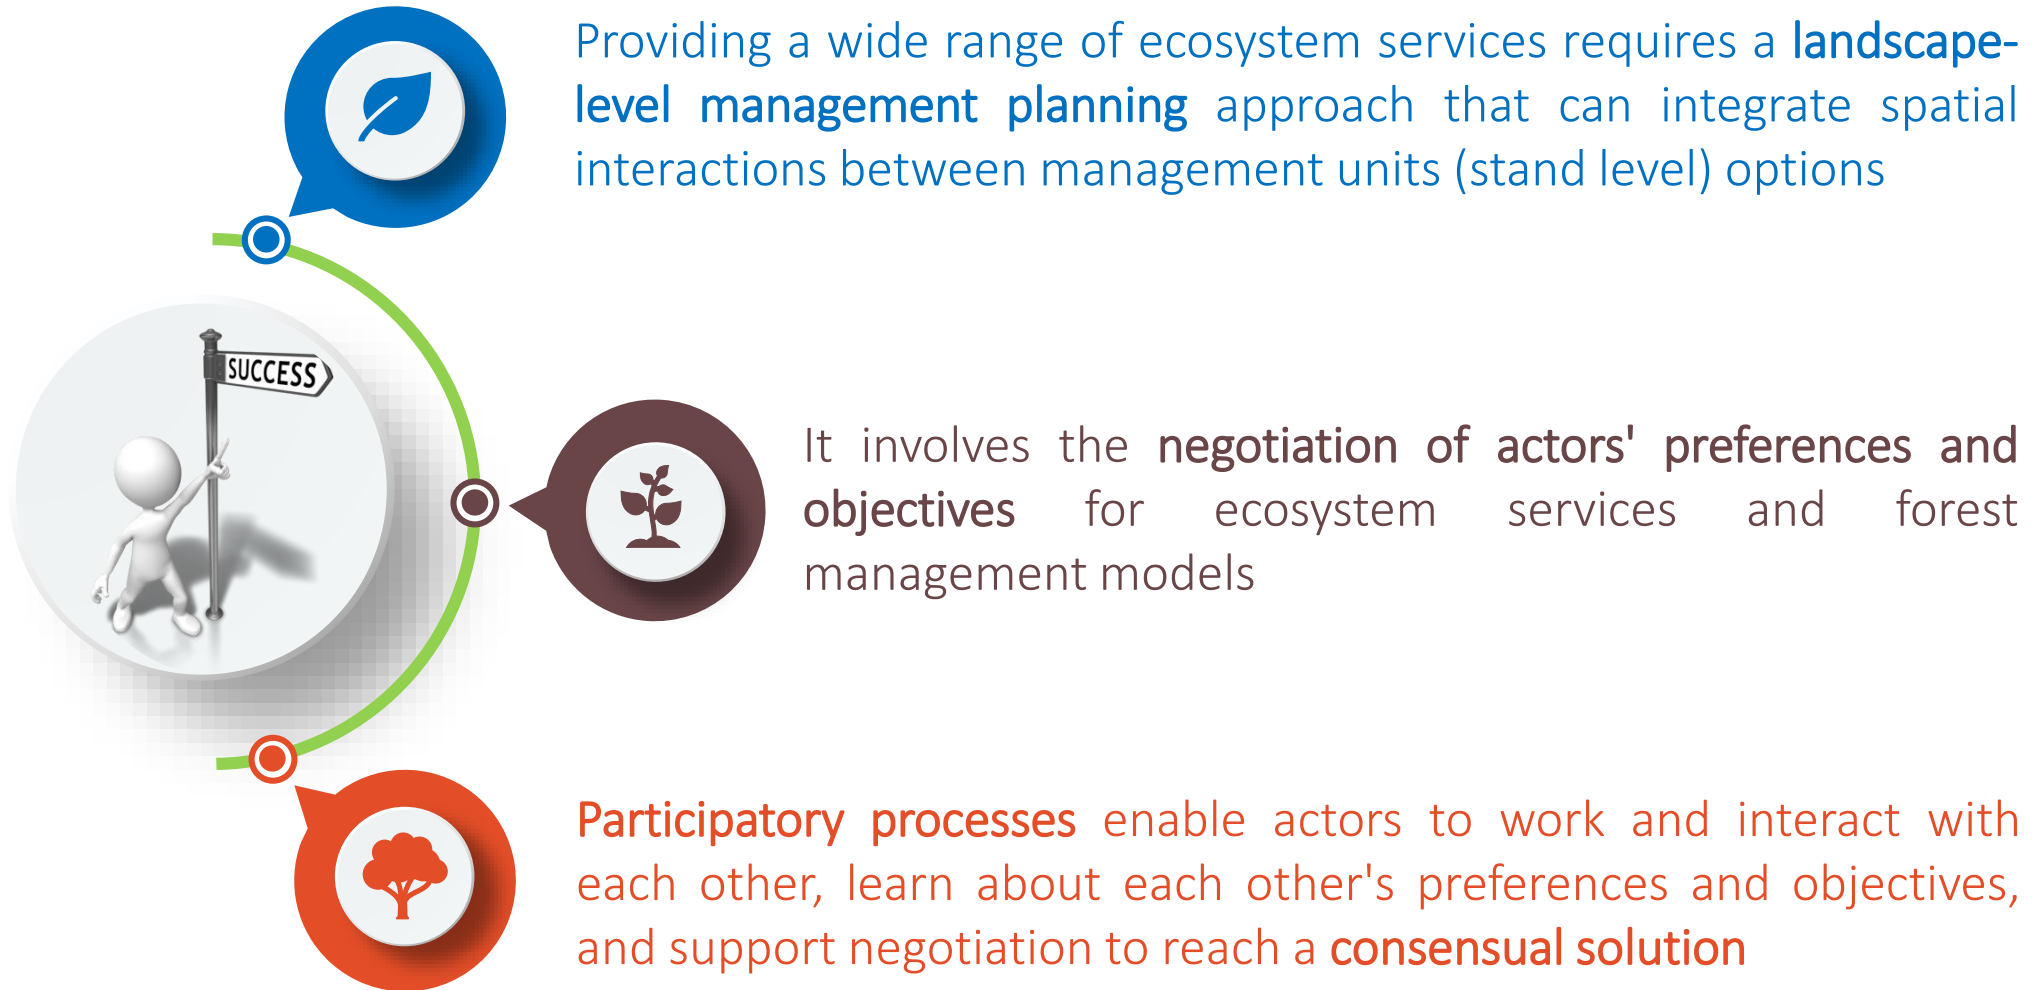 Providing a wide range of ecosystem services requires a landscape-
level management planning approach that can integrate spatial
interactions between management units (stand level) options
SUCCESS
It involves the negotiation of actors' preferences and
objectives for ecosystem services and forest
management models
Participatory processes enable actors to work and interact with
each other, learn about each other's preferences and objectives,
and support negotiation to reach a consensual solution